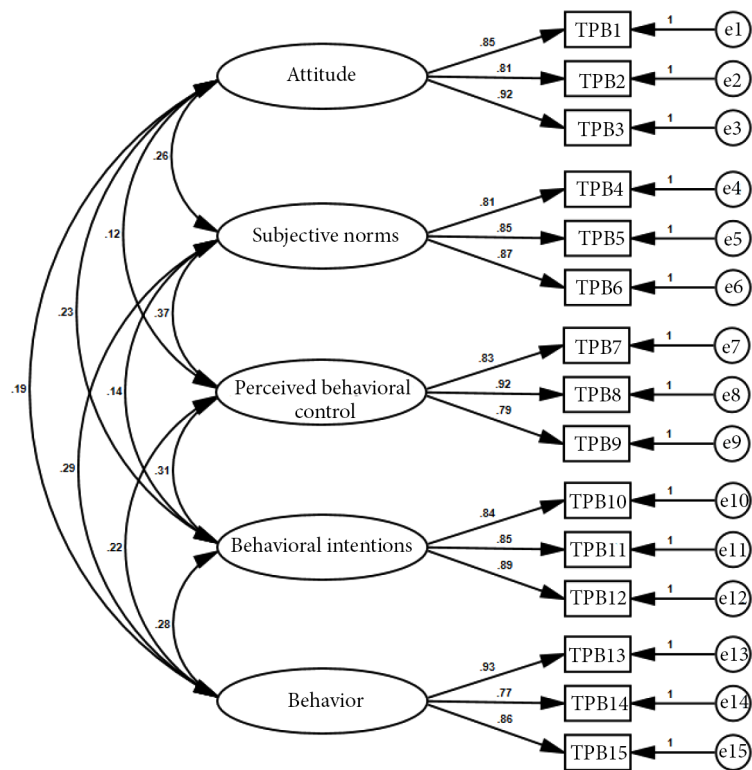 TPB1
1
e1
.85
Attitude
.81
TPB2
1
e2
.92
TPB3
1
e3
.26
.81
TPB4
1
e4
.12
Subjective norms
.85
TPB5
1
e5
.87
TPB6
1
e6
.23
.37
.83
TPB7
1
e7
.19
.14
Perceived behavioral
control
.92
TPB8
1
e8
.79
TPB9
1
e9
.29
.31
.84
TPB10
1
e10
.22
Behavioral intentions
.85
TPB11
1
e11
.89
TPB12
1
e12
.28
.93
TPB13
1
e13
Behavior
.77
TPB14
1
e14
.86
TPB15
1
e15